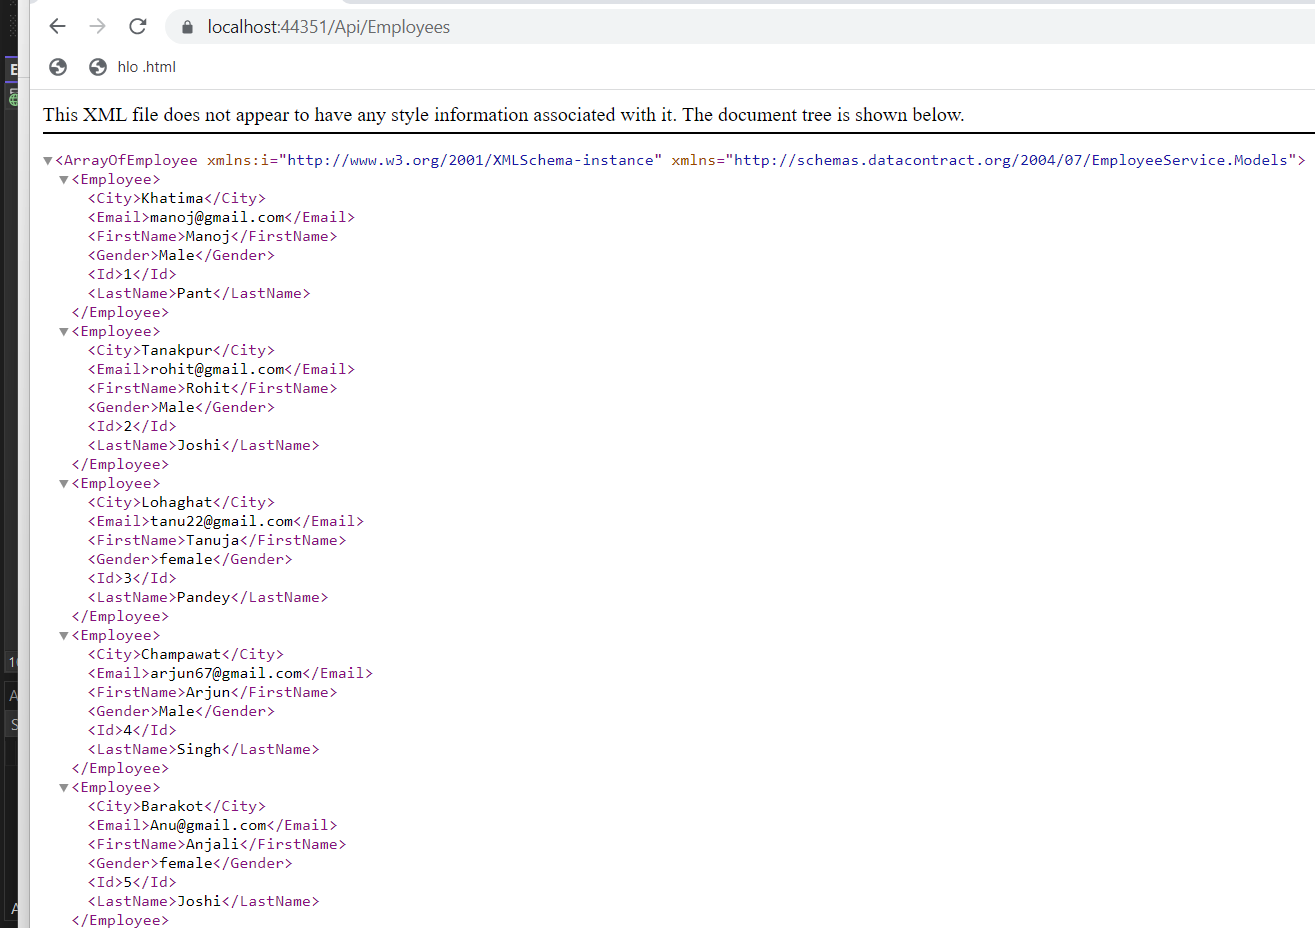 localhost:44351/Api/Employees
hlo .html
This XML file does not appear to have any style information associated with it. The document tree is shown below.
▼<ArrayOfEmployee xmlns:i="http://www.w3.org/2001/XMLSchema-instance" xmlns="http://schemas.datacontract.org/2004/07/EmployeeService.Models">
▼<Employee>
<City>Khatima</City>
<Email>manoj@gmail.com</Email>
<FirstName>Manoj</FirstName>
<Gender>Male</Gender>
<Id>1</Id>
<LastName>Pant</LastName>
</Employee>
▼<Employee>
<City>Tanakpur</City>
<Email>rohit@gmail.com</Email>
<FirstName>Rohit</FirstName>
<Gender>Male</Gender>
<Id>2</Id>
<LastName>Joshi</LastName>
</Employee>
▼<Employee>
<City>Lohaghat</City>
<Email>tanu22@gmail.com</Email>
<FirstName>Tanuja</FirstName>
<Gender>female</Gender>
<Id>3</Id>
<LastName>Pandey</LastName>
</Employee>
▼<Employee>
<City>Champawat</City>
<Email>arjun67@gmail.com</Email>
<FirstName>Arjun</FirstName>
<Gender>Male</Gender>
<Id>4</Id>
<LastName>Singh</LastName>
</Employee>
▼<Employee>
<City>Barakot</City>
<Email>Anu@gmail.com</Email>
<FirstName>Anjali</FirstName>
<Gender>female</Gender>
<Id>5</Id>
<LastName>Joshi</LastName>
</Employee>